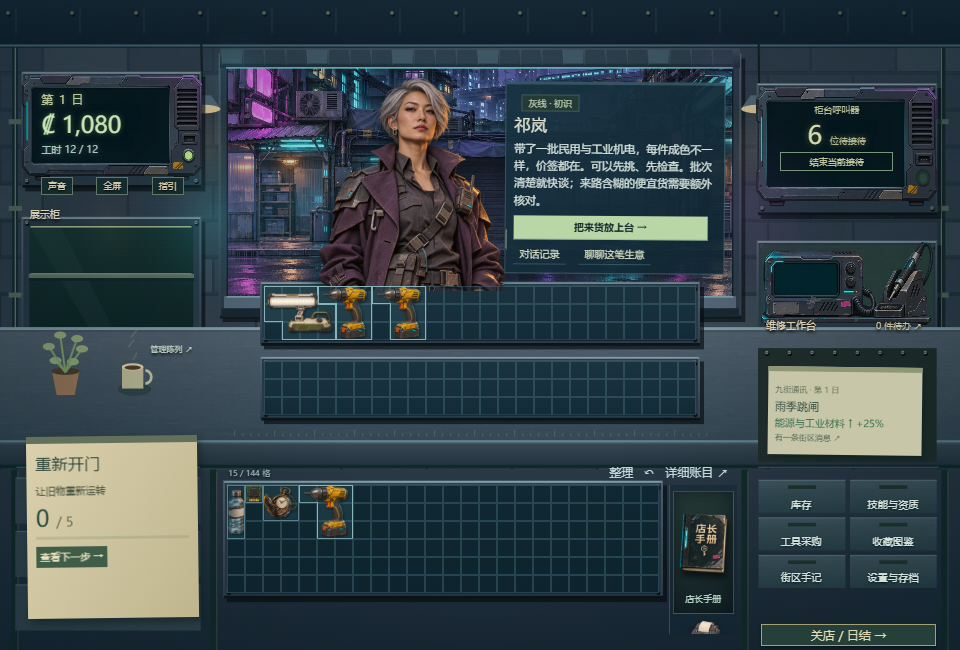 第 1 日
₡ 1,080
工时 12 / 12
声音
全屏
指引
展示柜
灰线 · 初识
祁岚
带了一批民用与工业机电，每件成色不一样，价签都在。可以先挑、先检查。批次清楚就快谈；来路含糊的便宜货需要额外核对。
把来货放上台 →
对话记录
聊聊这笔生意
柜台呼叫器
6 位待接待
结束当前接待
维修工作台
0 件待办 ↗
管理陈列 ↗
九街通讯 · 第 1 日
雨季跳闸
能源与工业材料 ↑ +25%
有一条街区消息 ↗
重新开门
让旧物重新运转
0 / 5
查看下一步 →
15 / 144 格
整理
↶
详细账目 ↗
店长
手册
店长手册
库存
技能与资质
工具采购
收藏图鉴
街区手记
设置与存档
关店 / 日结 →